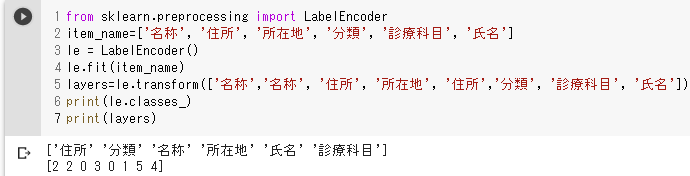 1 from sklearn.preprocessing import LabelEncoder
2 item_name=['名称', '住所', '所在地', '分類', '診療科目', '氏名']
3 le = LabelEncoder()
4 le.fit(item_name)
5 layers=le.transform(['名称','名称', '住所', '所在地', '住所','分類', '診療科目', '氏名'])
6 print(le.classes_)
7 print(layers)
['住所' '分類' '名称' '所在地' '氏名' '診療科目']
[2 2 0 3 0 1 5 4]